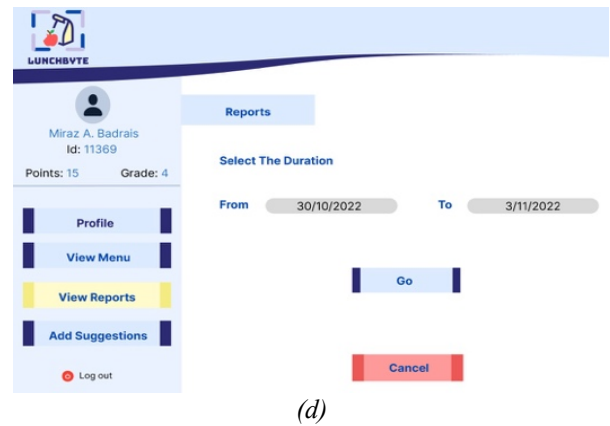 LUNCHBYTE
Miraz A. Badrais
Id: 11369
Points: 15 Grade: 4
Profile
View Menu
View Reports
Add Suggestions
Log out
Reports
Select The Duration
From 30/10/2022 To 3/11/2022
Go
Cancel
(d)